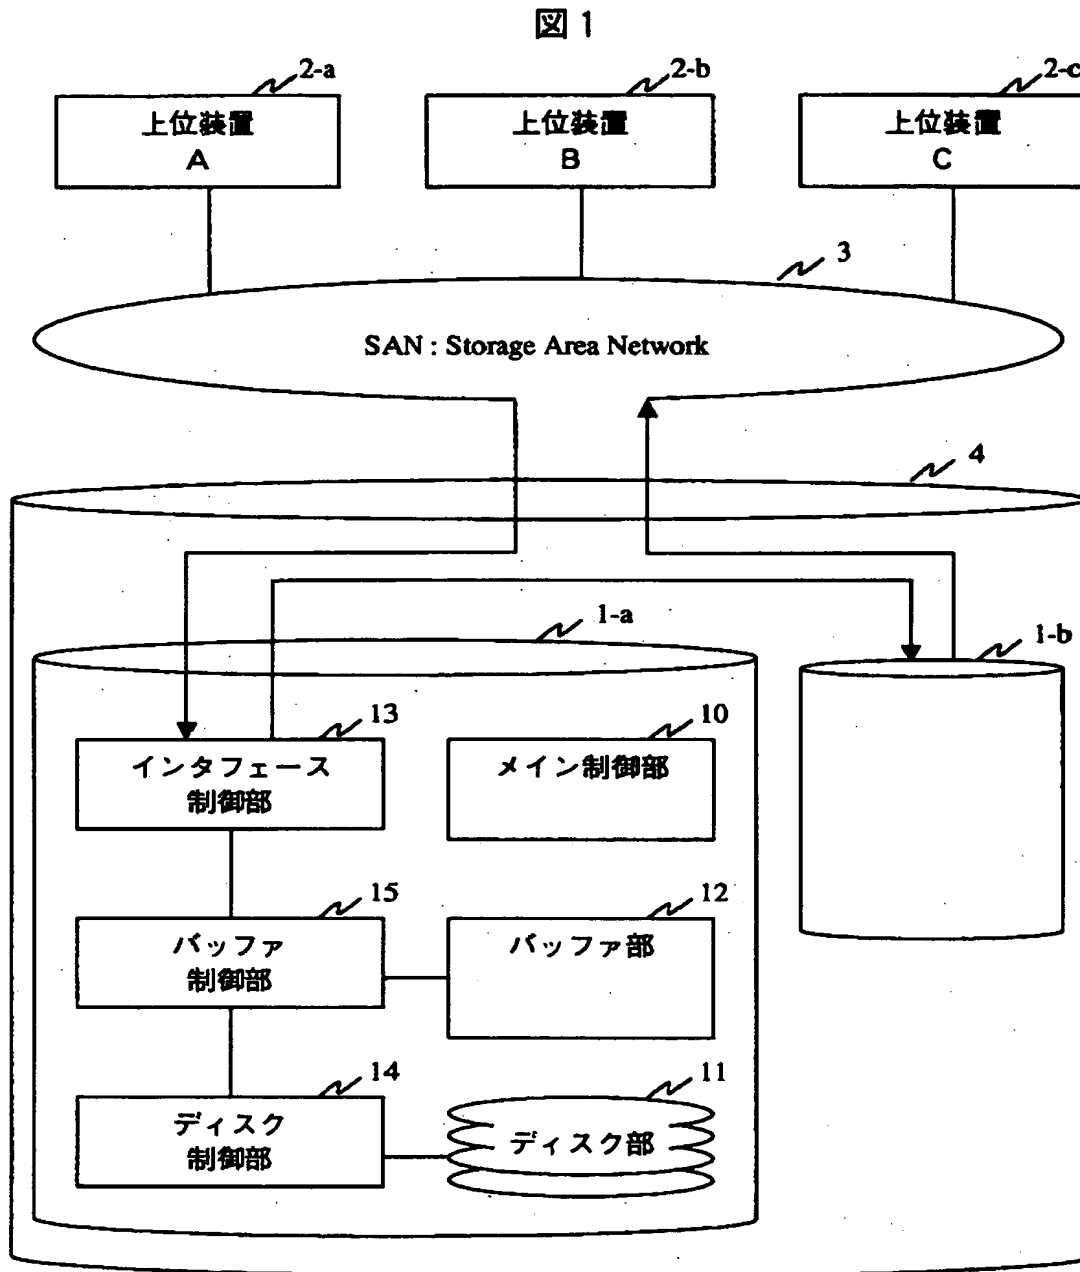 図1
2-a
2-b
2-c
上位装置
A
上位装置
B
上位装置
C
3
SAN : Storage Area Network
4
1-a
1-b
13
10
インタフェース
制御部
メイン制御部
15
12
バッファ
制御部
バッファ部
14
11
ディスク
制御部
ディスク部